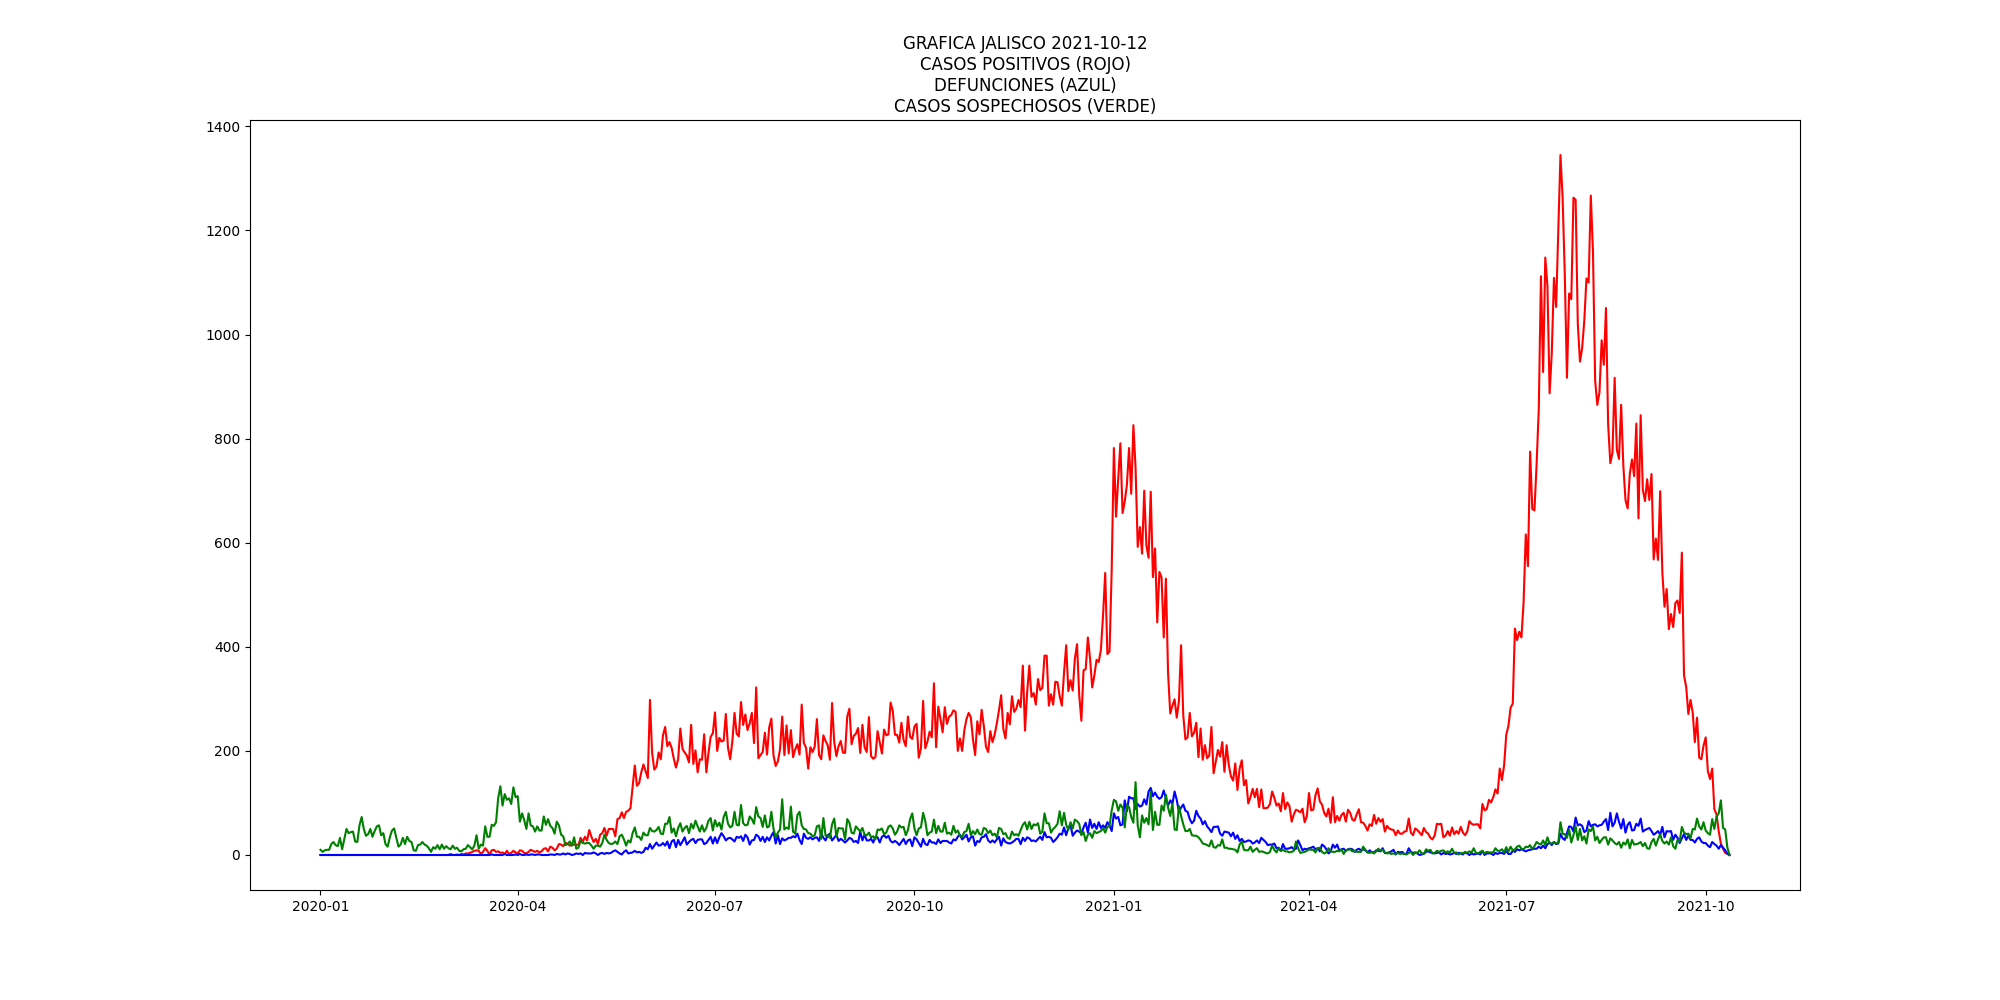 GRAFICA JALISCO 2021-10-12
CASOS POSITIVOS (ROJO)
DEFUNCIONES (AZUL)
CASOS SOSPECHOSOS (VERDE)
1400
1200
1000
800
600
400
200
0
2020-01 2020-04 2020-07 2020-10 2021-01 2021-04 2021-07 2021-10